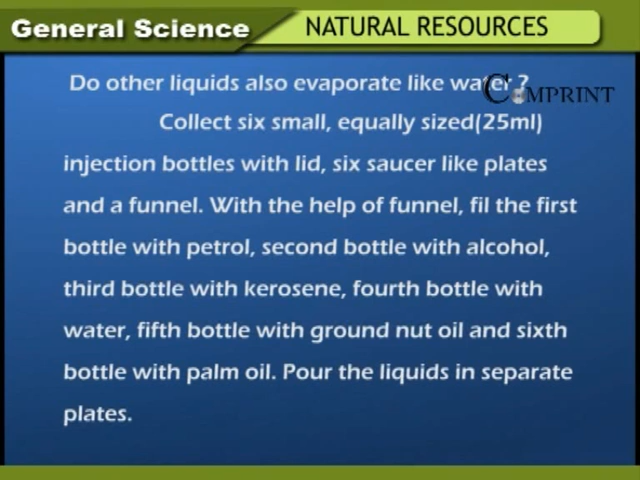 General Science
NATURAL RESOURCES
Do other liquids also evaporate like water ?
COMPRINT
Collect six small, equally sized(25ml)
injection bottles with lid, six saucer like plates
and a funnel. With the help of funnel, fil the first
bottle with petrol, second bottle with alcohol,
third bottle with kerosene, fourth bottle with
water, fifth bottle with ground nut oil and sixth
bottle with palm oil. Pour the liquids in separate
plates.